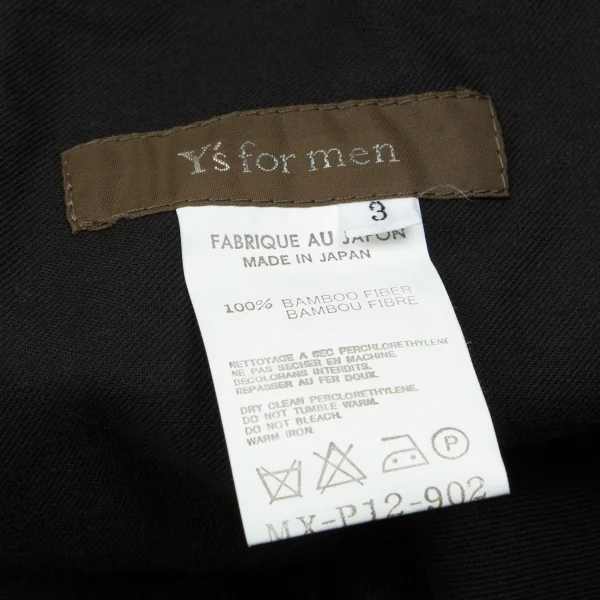 Y's for men
3
FABRIQUE AU JAPON
MADE IN JAPAN
100% BAMBOO FIBER
BAMBOU FIBRE
NETTOYAGE A SEC PERCHLORETHYLENE
NE PAS SECHER EN MACHINE.
DECOLORANS INTERDITS.
REPASSER AU FER DOUX.
DRY CLEAN PERCLORETHYLENE.
DO NOT TUMBLE WARM.
DO NOT BLEACH.
WARM IRON.
P
MX-P12-902